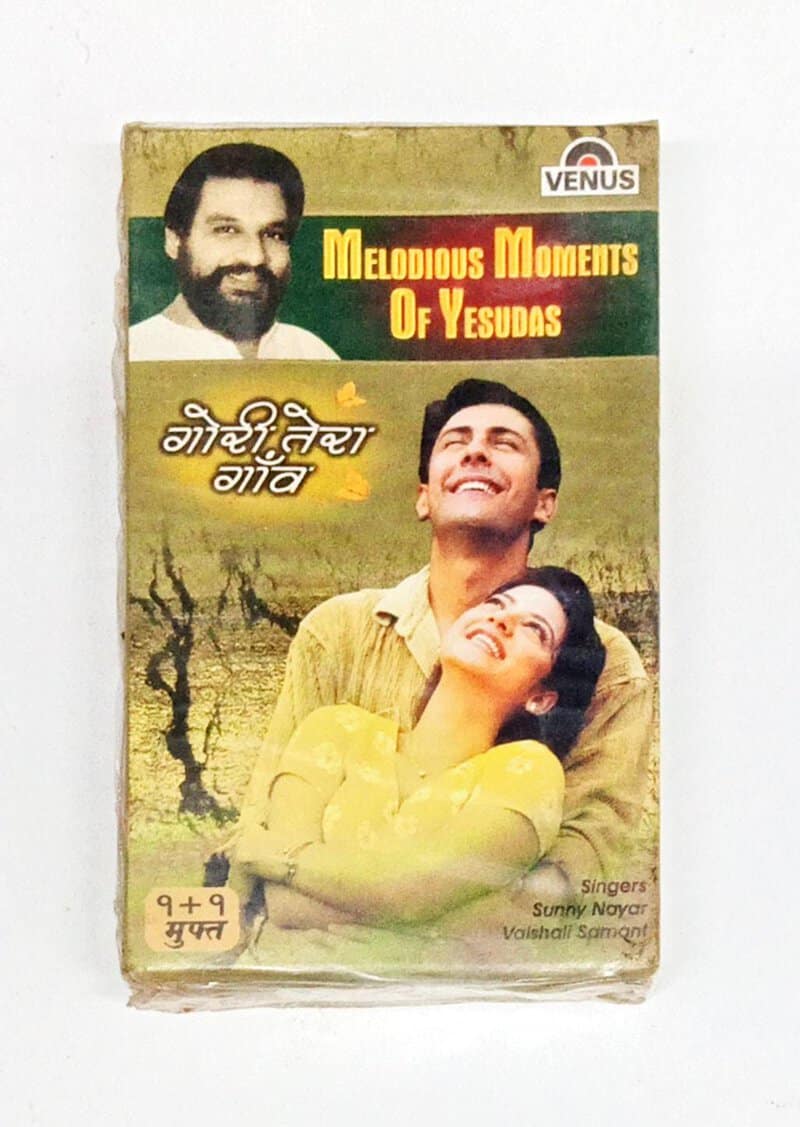 VENUS
MELODIOUS MOMENTS
OF YESUDAS
गोरी तेरा
गाँव
Singers
Sunny Nayar
Vaishali Samant
१+१
मुफ्त